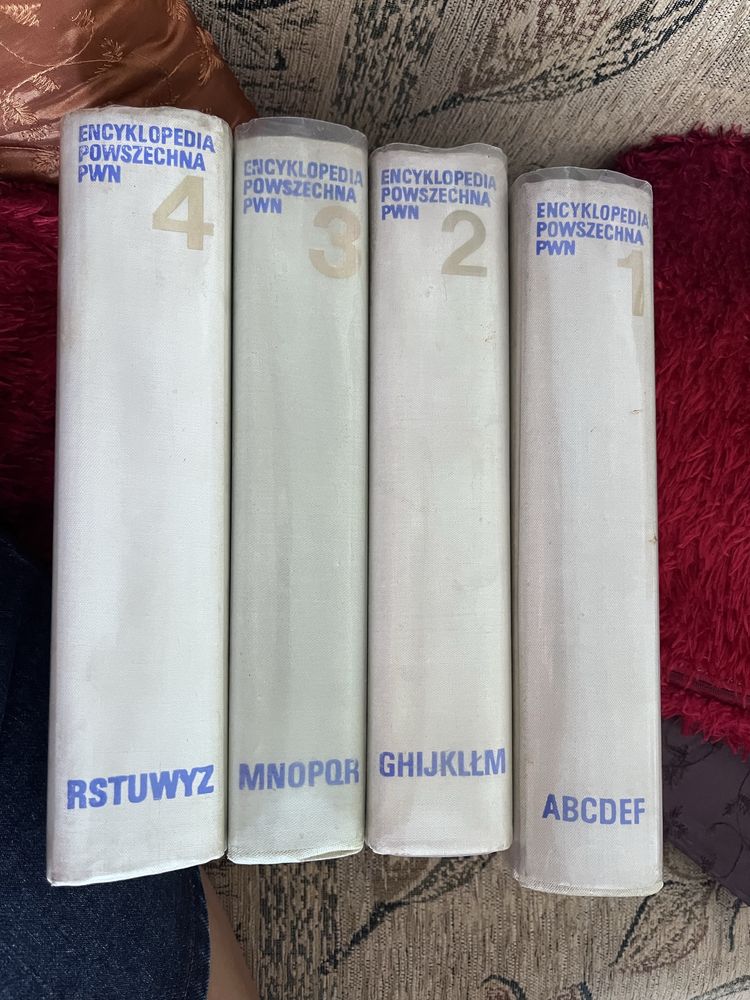 ENCYKLOPEDIA
POWSZECHNA
PWN
4
RSTUWYZ
ENCYKLOPEDIA
POWSZECHNA
PWN
3
MNOPQR
ENCYKLOPEDIA
POWSZECHNA
PWN
2
GHIJKLŁM
ENCYKLOPEDIA
POWSZECHNA
PWN
1
ABCDEF